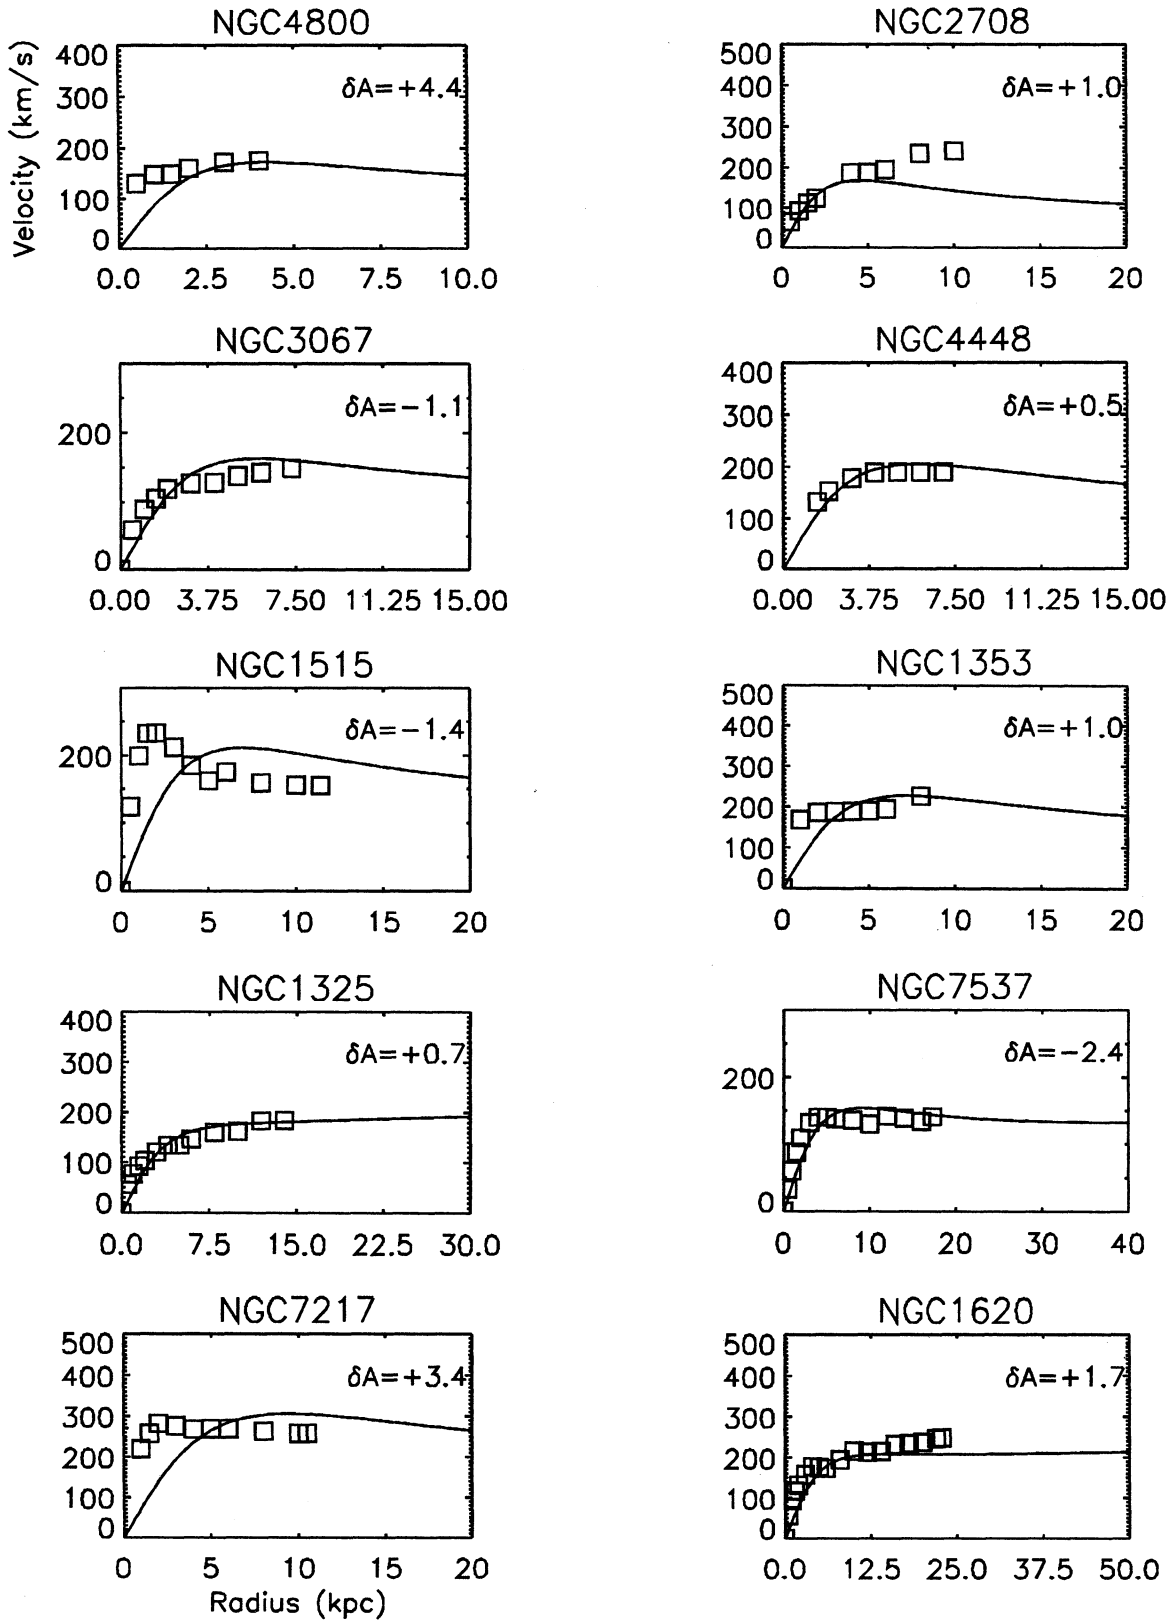 NGC4800
NGC2708
Velocity (km/s)
400
300
200
100
0
δA=+4.4
0.0 2.5 5.0 7.5 10.0
500
400
300
200
100
0
δA=+1.0
0 5 10 15 20
NGC3067
NGC4448
200
0
δA=−1.1
0.00 3.75 7.50 11.25 15.00
400
300
200
100
0
δA=+0.5
0.00 3.75 7.50 11.25 15.00
NGC1515
NGC1353
200
0
δA=−1.4
0 5 10 15 20
500
400
300
200
100
0
δA=+1.0
0 5 10 15 20
NGC1325
NGC7537
400
300
200
100
0
δA=+0.7
0.0 7.5 15.0 22.5 30.0
200
0
δA=−2.4
0 10 20 30 40
NGC7217
NGC1620
500
400
300
200
100
0
δA=+3.4
0 5 10 15 20
Radius (kpc)
500
400
300
200
100
0
δA=+1.7
0.0 12.5 25.0 37.5 50.0